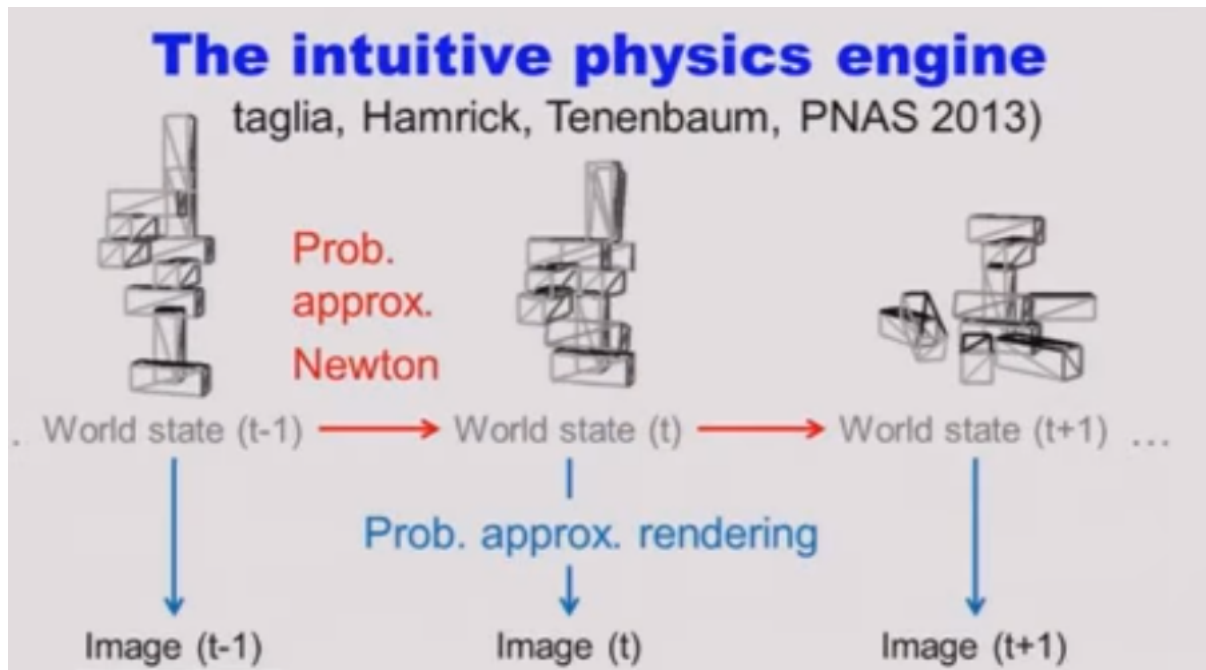 The intuitive physics engine
taglia, Hamrick, Tenenbaum, PNAS 2013)
Prob.
approx.
Newton
. World state (t-1) World state (t) World state (t+1) ...
Prob. approx. rendering
Image (t-1) Image (t) Image (t+1)